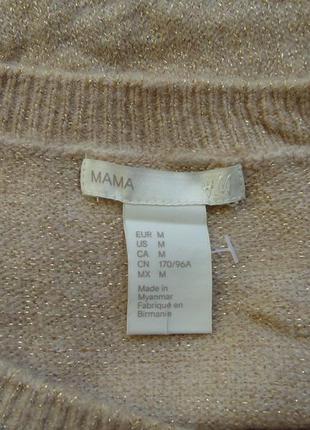 MAMA
H&M
EUR M
US M
CA M
CN 170/96A
MX M
Made in
Myanmar
Fabriqué en
Birmanie